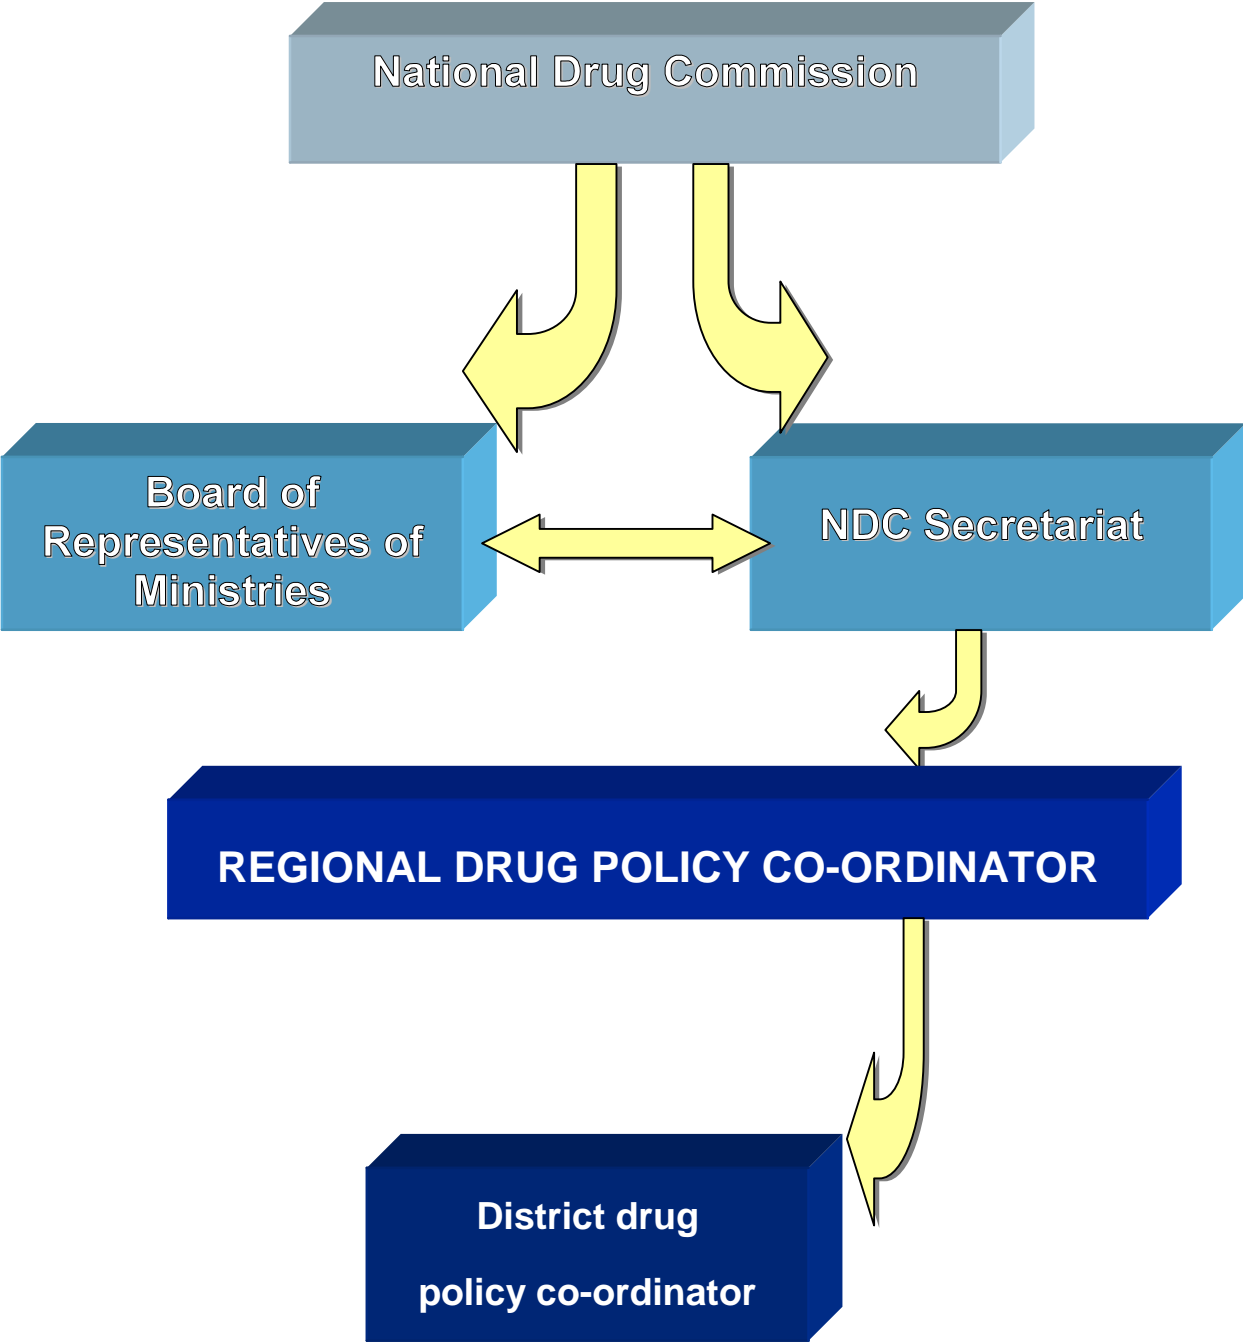 National Drug Commission
Board of
Representatives of
Ministries
NDC Secretariat
REGIONAL DRUG POLICY CO-ORDINATOR
District drug
policy co-ordinator